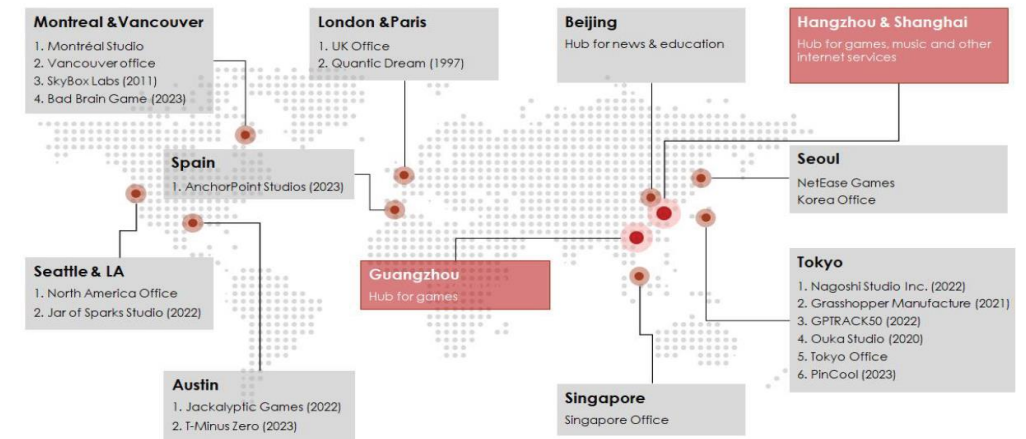 Montreal &Vancouver
1. Montréal Studio
2. Vancouver office
3. SkyBox Labs (2011)
4. Bad Brain Game (2023)
London &Paris
1. UK Office
2. Quantic Dream (1997)
Beijing
Hub for news & education
Hangzhou & Shanghai
Hub for games, music and other
internet services
Spain
1. AnchorPoint Studios (2023)
Seoul
NetEase Games
Korea Office
Seattle & LA
1. North America Office
2. Jar of Sparks Studio (2022)
Guangzhou
Hub for games
Tokyo
1. Nagoshi Studio Inc. (2022)
2. Grasshopper Manufacture (2021)
3. GPTRACK50 (2022)
4. Ouka Studio (2020)
5. Tokyo Office
6. PinCool (2023)
Austin
1. Jackalyptic Games (2022)
2. T-Minus Zero (2023)
Singapore
Singapore Office